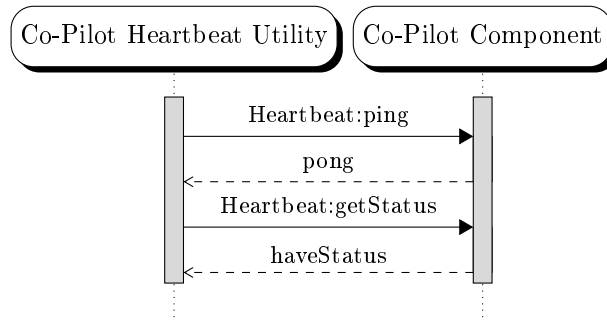 Co-Pilot Heartbeat Utility
Co-Pilot Component
Heartbeat:ping
pong
Heartbeat:getStatus
haveStatus